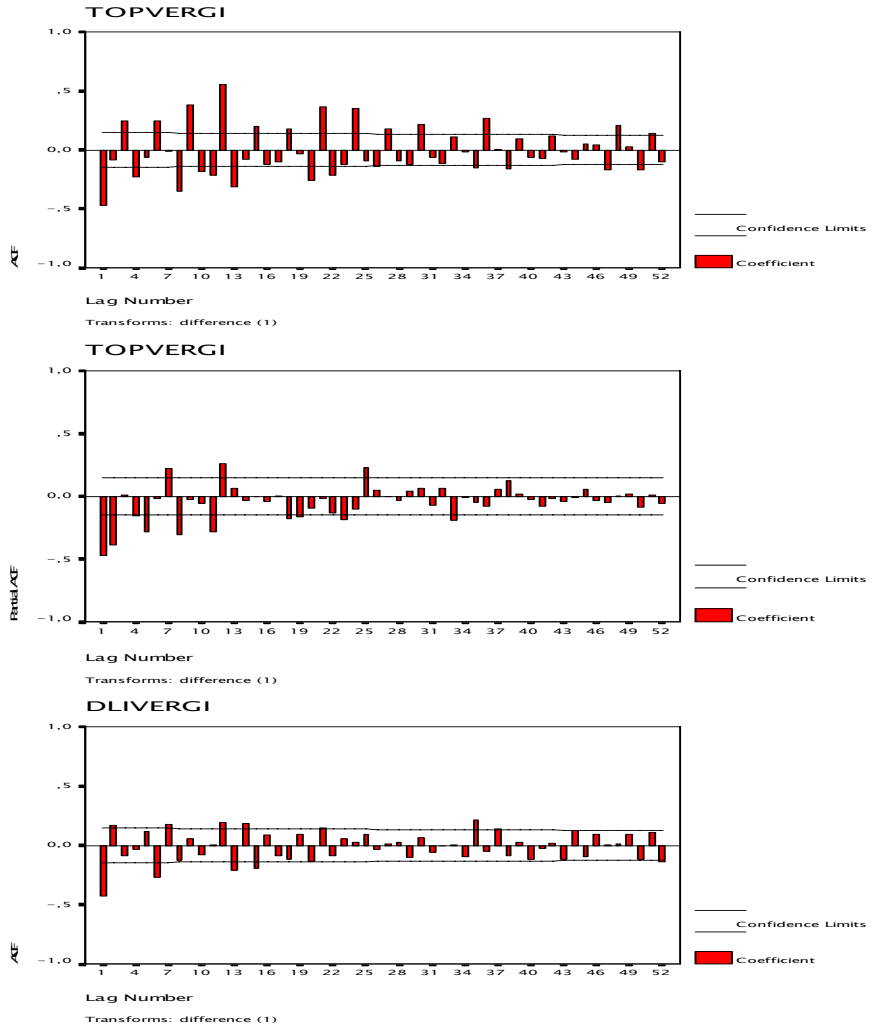 TOPVERGI
1,0
,5
0,0
-,5
-1,0
ACF
1 4 7 10 13 16 19 22 25 28 31 34 37 40 43 46 49 52
Lag Number
Transforms: difference (1)
Confidence Limits
Coefficient
TOPVERGI
1,0
,5
0,0
-,5
-1,0
Partial ACF
1 4 7 10 13 16 19 22 25 28 31 34 37 40 43 46 49 52
Lag Number
Transforms: difference (1)
Confidence Limits
Coefficient
DLIVERGI
1,0
,5
0,0
-,5
-1,0
ACF
1 4 7 10 13 16 19 22 25 28 31 34 37 40 43 46 49 52
Lag Number
Transforms: difference (1)
Confidence Limits
Coefficient